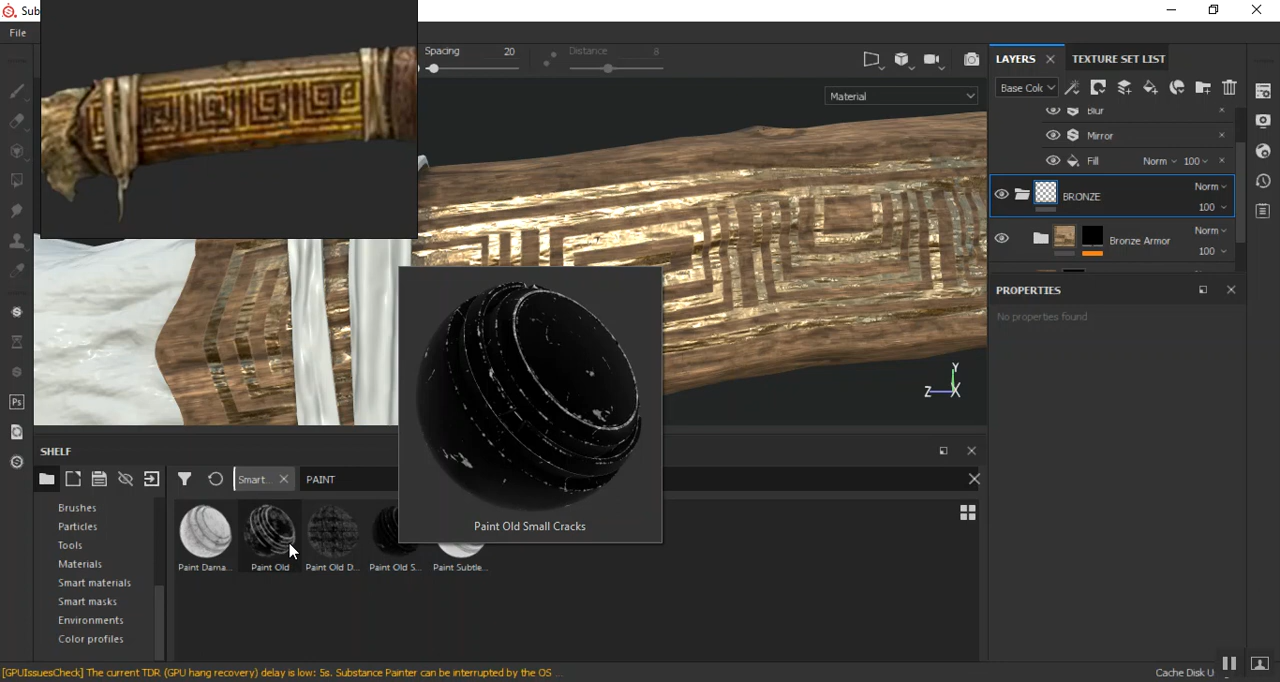 Sub
File
Spacing 20
Distance 8
Material
LAYERS
TEXTURE SET LIST
Base Colc
Blur
Mirror
Fill Norm 100
Norm
BRONZE
100
Norm
Bronze Armor
100
PROPERTIES
No properties found
Y
Z X
Ps
SHELF
Smart...
PAINT
Brushes
Particles
Tools
Materials
Smart materials
Smart masks
Environments
Color profiles
Paint Dama...
Paint Old
Paint Old D...
Paint Old S...
Paint Subtle...
Paint Old Small Cracks
[GPUIssuesCheck] The current TDR (GPU hang recovery) delay is low: 5s. Substance Painter can be interrupted by the OS ...
Cache Disk U